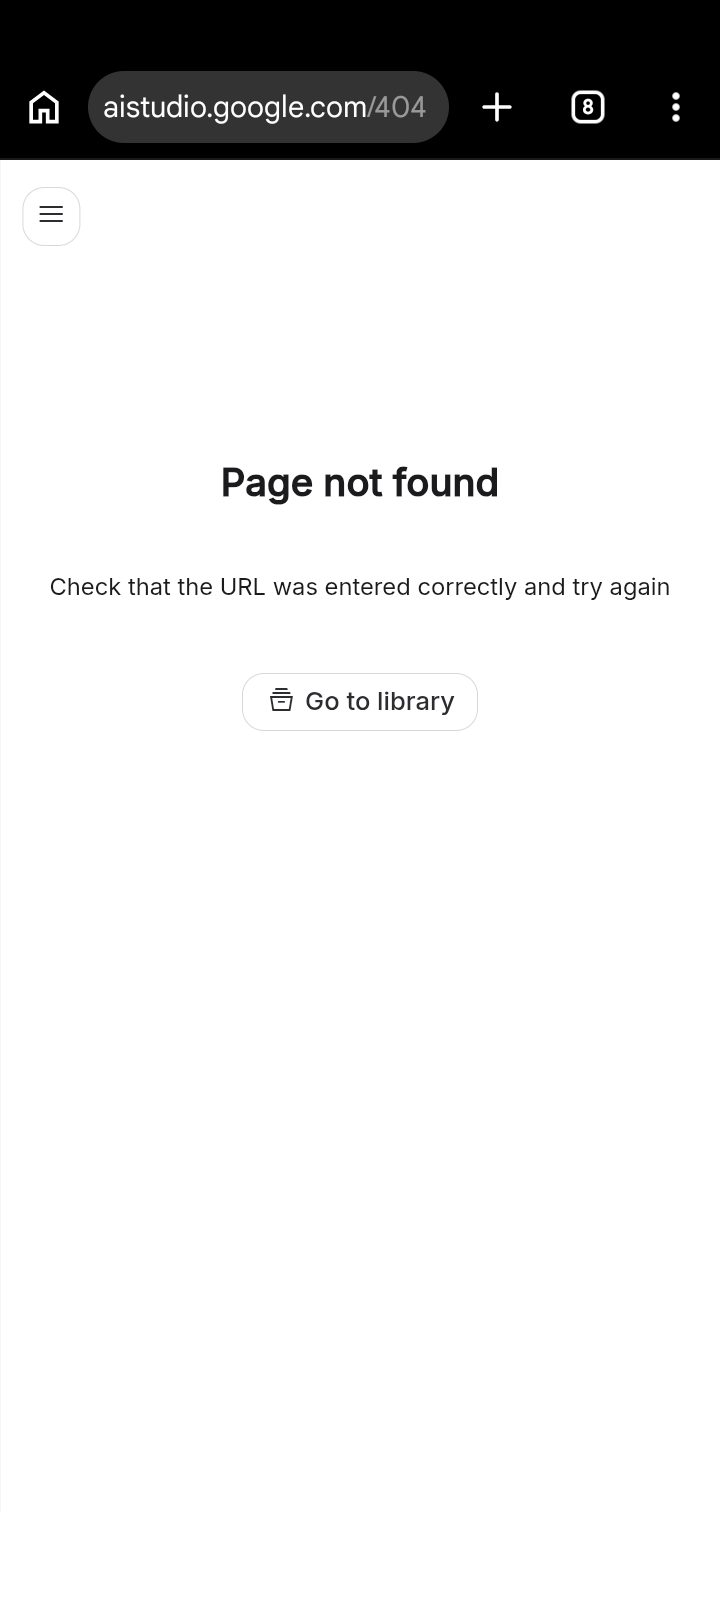 aistudio.google.com/404
8
Page not found
Check that the URL was entered correctly and try again
Go to library